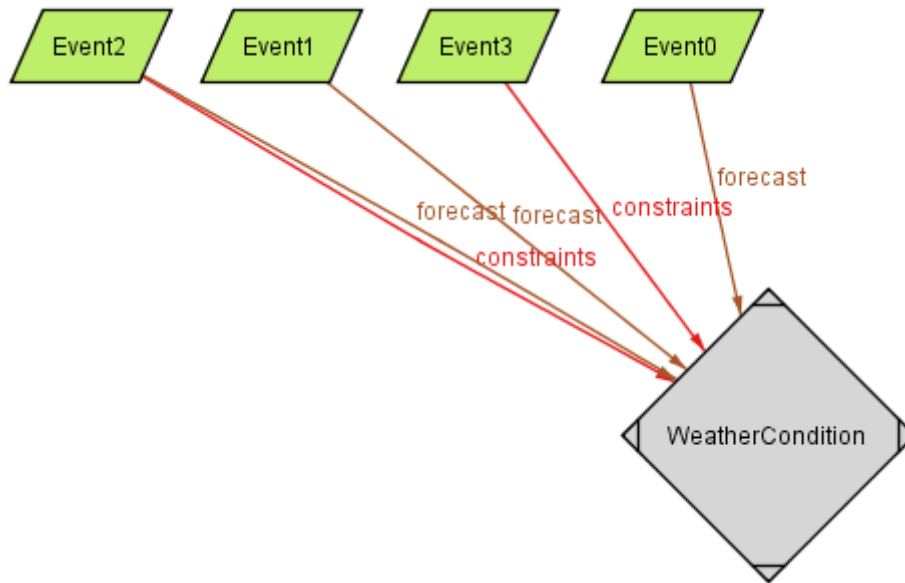 Event2
Event1
Event3
Event0
forecast
constraints
forecast
forecast
constraints
WeatherCondition